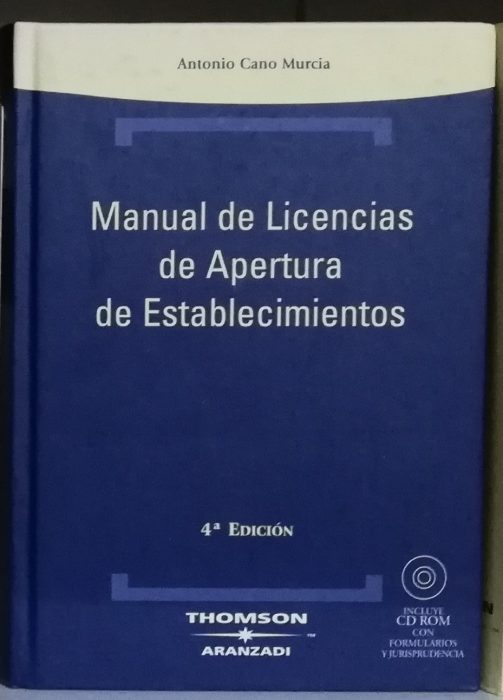 Antonio Cano Murcia
Manual de Licencias
de Apertura
de Establecimientos
4ª EDICIÓN
THOMSON
™
ARANZADI
INCLUYE
CD ROM
CON
FORMULARIOS
Y JURISPRUDENCIA